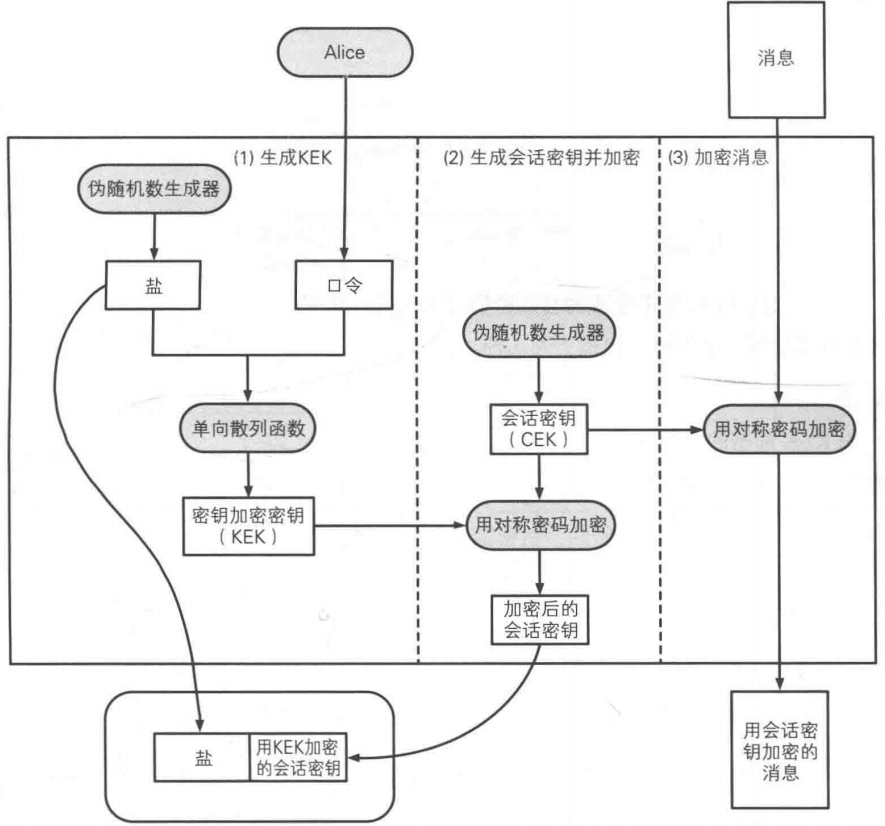 Alice
消息
(1) 生成KEK
(2) 生成会话密钥并加密
(3) 加密消息
伪随机数生成器
盐
口令
伪随机数生成器
单向散列函数
会话密钥
(CEK)
用对称密码加密
密钥加密密钥
(KEK)
用对称密码加密
加密后的
会话密钥
盐
用KEK加密
的会话密钥
用会话密
钥加密的
消息